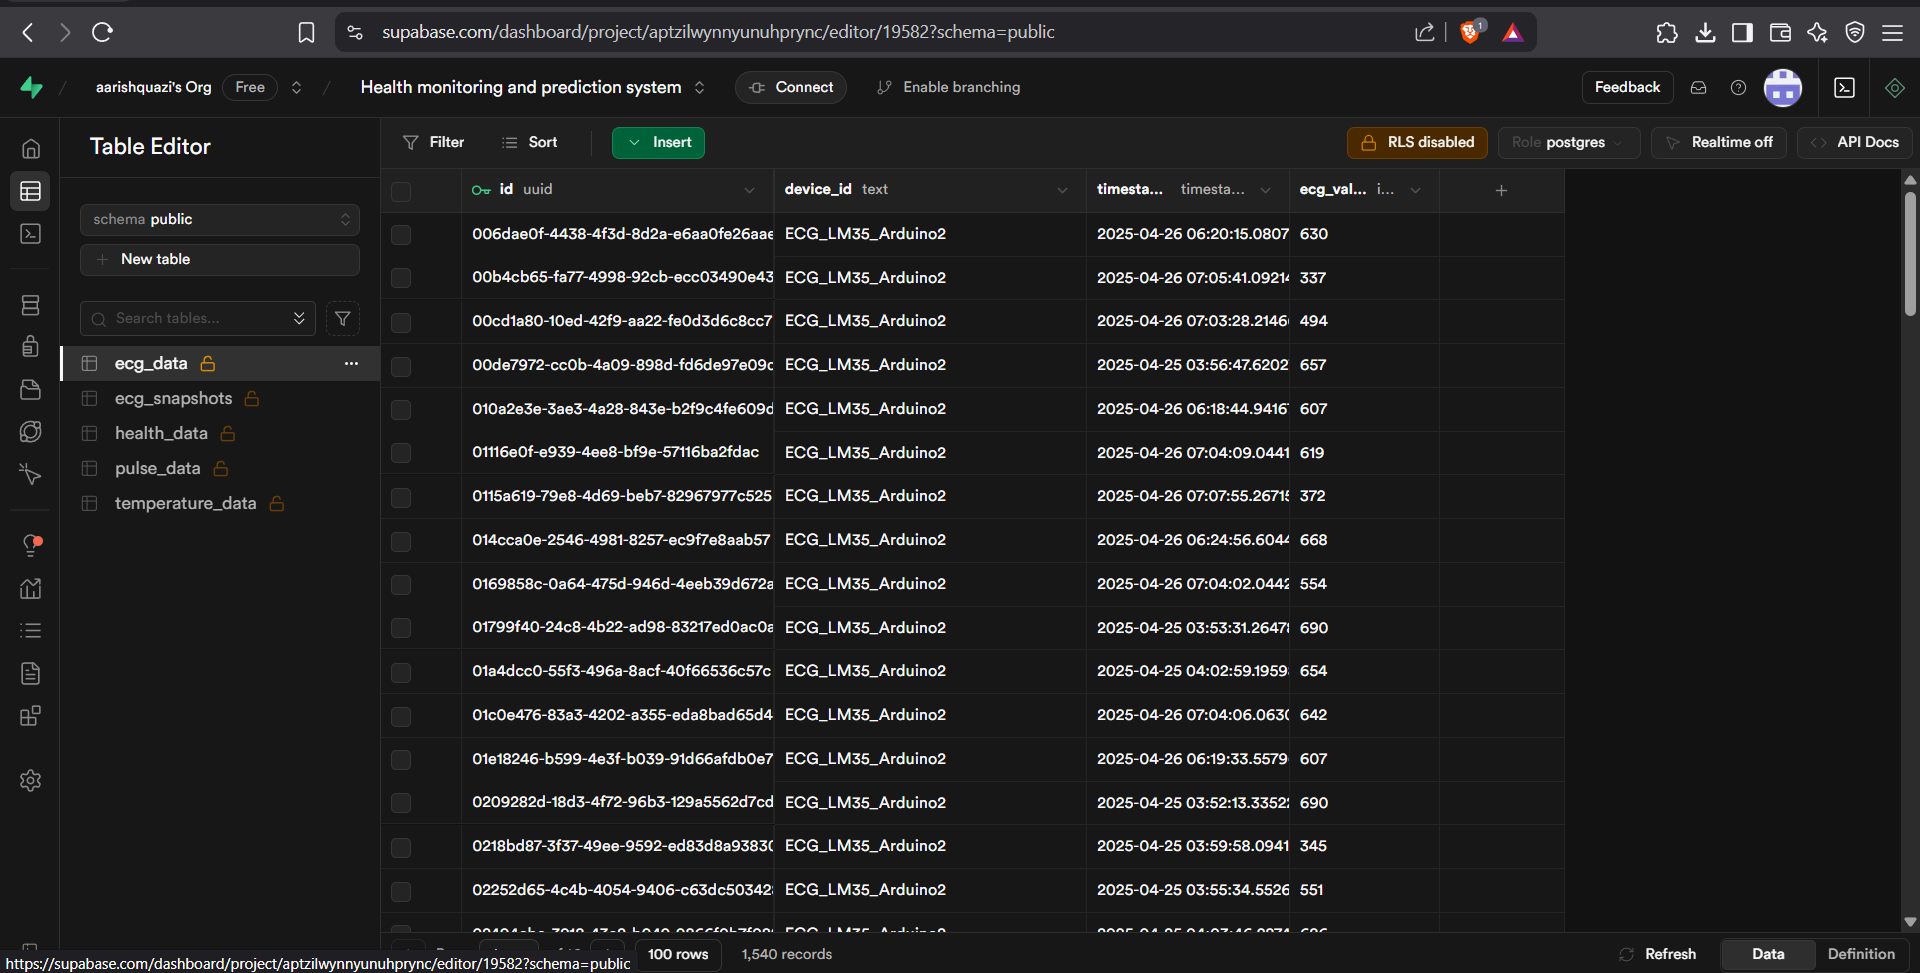 supabase.com/dashboard/project/aptzilwynnyunuhprync/editor/19582?schema=public
1
aarishquazi's Org Free / Health monitoring and prediction system Connect Enable branching Feedback
Table Editor
Filter Sort Insert RLS disabled Role postgres Realtime off API Docs
schema public
New table
Search tables...
ecg_data
ecg_snapshots
health_data
pulse_data
temperature_data
id uuid device_id text timesta... timesta... ecg_val... i...
006dae0f-4438-4f3d-8d2a-e6aa0fe26aae ECG_LM35_Arduino2 2025-04-26 06:20:15.0807 630
00b4cb65-fa77-4998-92cb-ecc03490e43 ECG_LM35_Arduino2 2025-04-26 07:05:41.09214 337
00cd1a80-10ed-42f9-aa22-fe0d3d6c8cc7 ECG_LM35_Arduino2 2025-04-26 07:03:28.2146 494
00de7972-cc0b-4a09-898d-fd6de97e09c ECG_LM35_Arduino2 2025-04-25 03:56:47.6202 657
010a2e3e-3ae3-4a28-843e-b2f9c4fe609d ECG_LM35_Arduino2 2025-04-26 06:18:44.9416 607
01116e0f-e939-4ee8-bf9e-57116ba2fdac ECG_LM35_Arduino2 2025-04-26 07:04:09.0441 619
0115a619-79e8-4d69-beb7-82967977c525 ECG_LM35_Arduino2 2025-04-26 07:07:55.26715 372
014cca0e-2546-4981-8257-ec9f7e8aab57 ECG_LM35_Arduino2 2025-04-26 06:24:56.6044 668
0169858c-0a64-475d-946d-4eeb39d672a ECG_LM35_Arduino2 2025-04-26 07:04:02.0442 554
01799f40-24c8-4b22-ad98-83217ed0ac0a ECG_LM35_Arduino2 2025-04-25 03:53:31.2647 690
01a4dcc0-55f3-496a-8acf-40f66536c57c ECG_LM35_Arduino2 2025-04-25 04:02:59.1959 654
01c0e476-83a3-4202-a355-eda8bad65d4 ECG_LM35_Arduino2 2025-04-26 07:04:06.0630 642
01e18246-b599-4e3f-b039-91d66afdb0e7 ECG_LM35_Arduino2 2025-04-26 06:19:33.5579 607
0209282d-18d3-4f72-96b3-129a5562d7cd ECG_LM35_Arduino2 2025-04-25 03:52:13.33522 690
0218bd87-3f37-49ee-9592-ed83d8a93830 ECG_LM35_Arduino2 2025-04-25 03:59:58.0941 345
02252d65-4c4b-4054-9406-c63dc503428 ECG_LM35_Arduino2 2025-04-25 03:55:34.5526 551
100 rows 1,540 records Refresh Data Definition
https://supabase.com/dashboard/project/aptzilwynnyunuhprync/editor/19582?schema=public